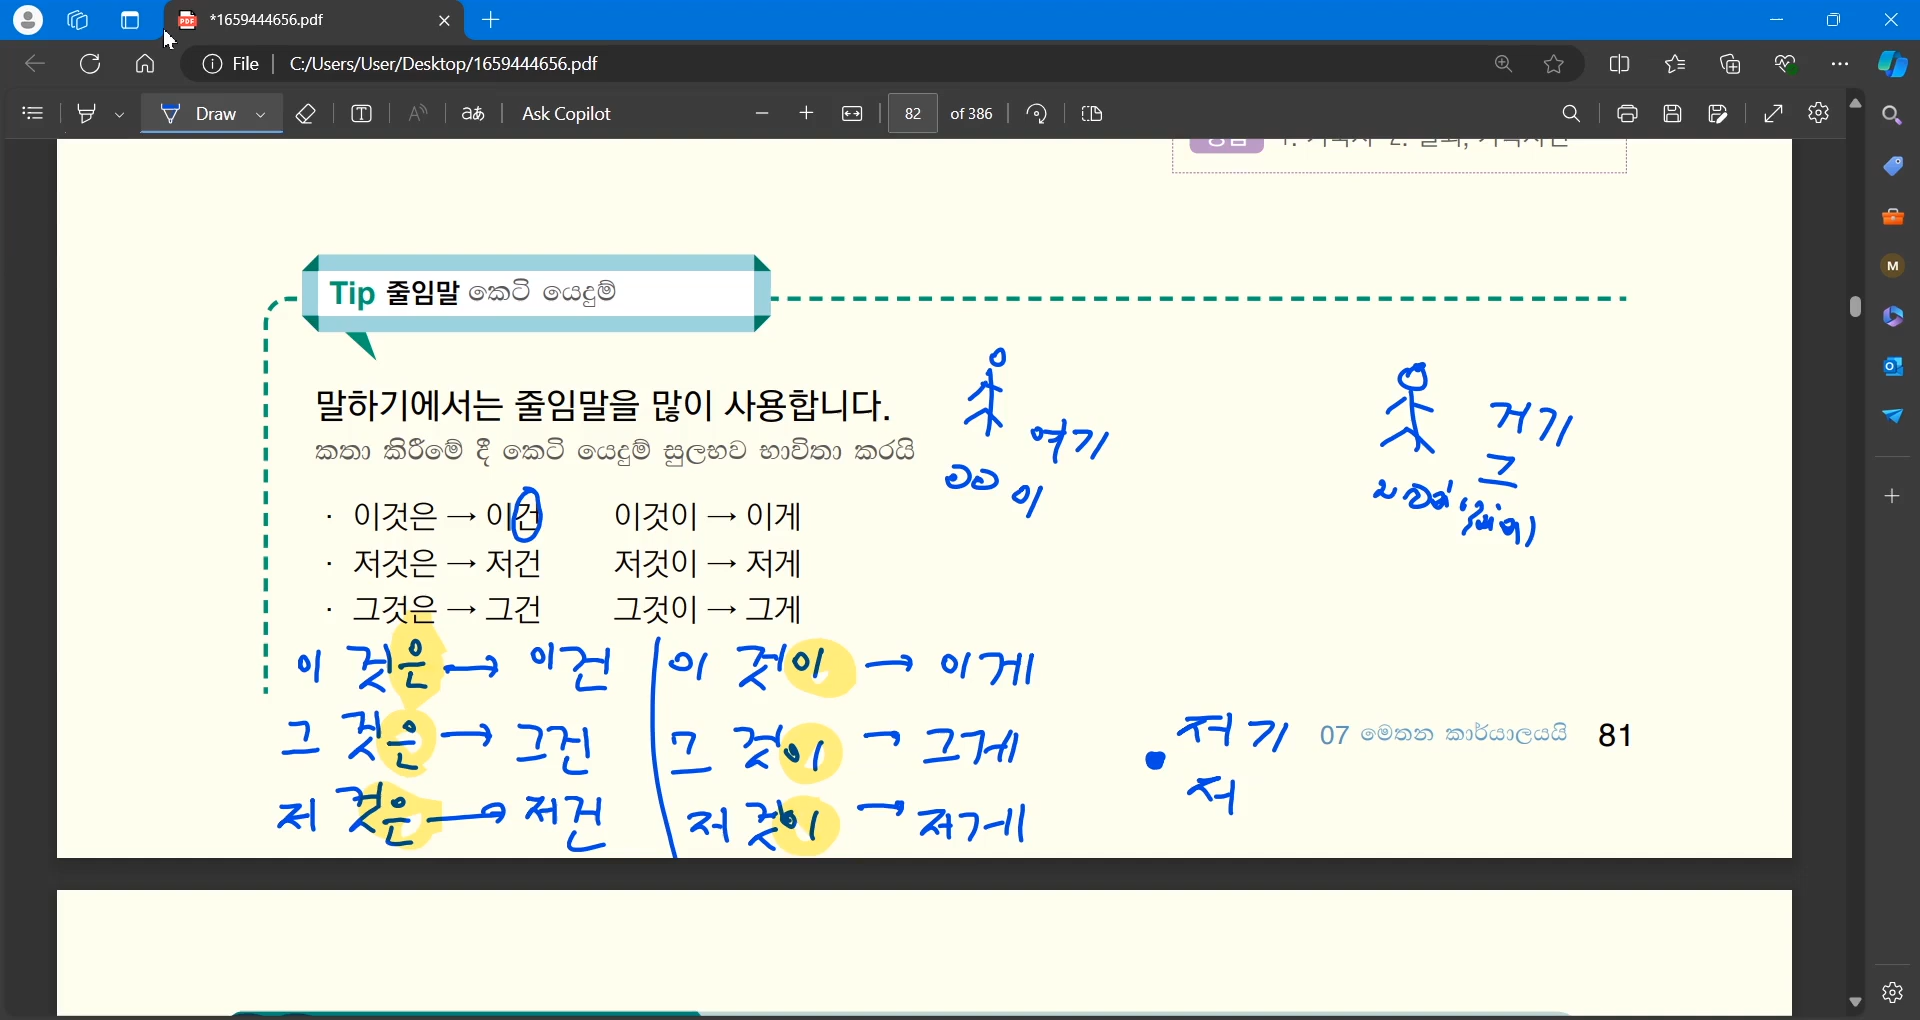 *1659444656.pdf
File C:/Users/User/Desktop/1659444656.pdf
Draw aあ Ask Copilot 82 of 386
M
Tip 줄임말 කෙටි යෙදුම්
말하기에서는 줄임말을 많이 사용합니다.
කතා කිරීමේ දී කෙටි යෙදුම් සුලභව භාවිතා කරයි
· 이것은 → 이건 이것이 → 이게
· 저것은 → 저건 저것이 → 저게
· 그것은 → 그건 그것이 → 그게
여기
이
거기
그
이 것은 → 이건 이 것이 → 이게
그 것은 → 그건 그 것이 → 그게
저 것은 → 저건 저 것이 → 저게
저기
저
07 මෙතන කාර්යාලයයි 81